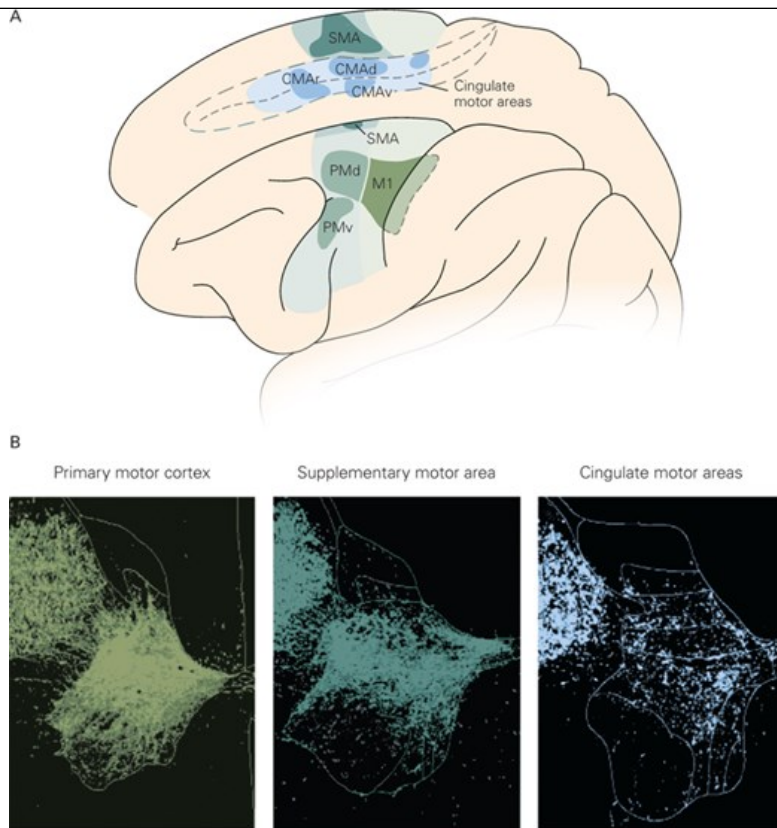 A
SMA
CMAd
CMAr
CMAv
Cingulate
motor areas
SMA
PMd
M1
PMv
B
Primary motor cortex
Supplementary motor area
Cingulate motor areas